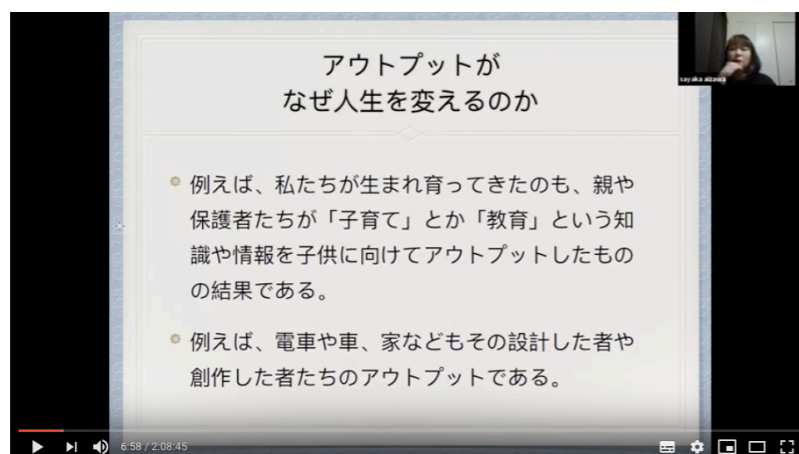 アウトプットが
なぜ人生を変えるのか
sayaka aizawa
例えば、私たちが生まれ育ってきたのも、親や
保護者たちが「子育て」とか「教育」という知
識や情報を子供に向けてアウトプットしたもの
の結果である。
例えば、電車や車、家などもその設計した者や
創作した者たちのアウトプットである。
6:58 / 2:08:45